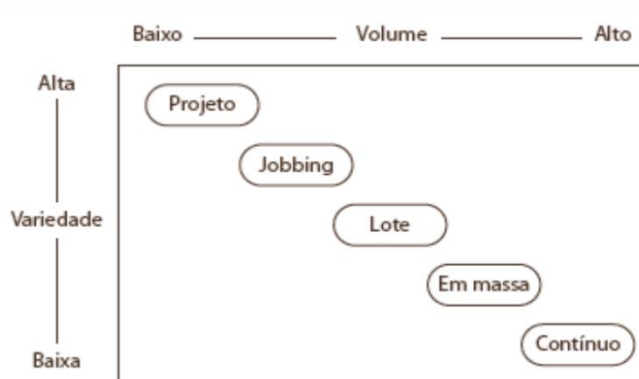 Baixo Volume Alto
Alta
Projeto
Jobbing
Variedade
Lote
Em massa
Contínuo
Baixa